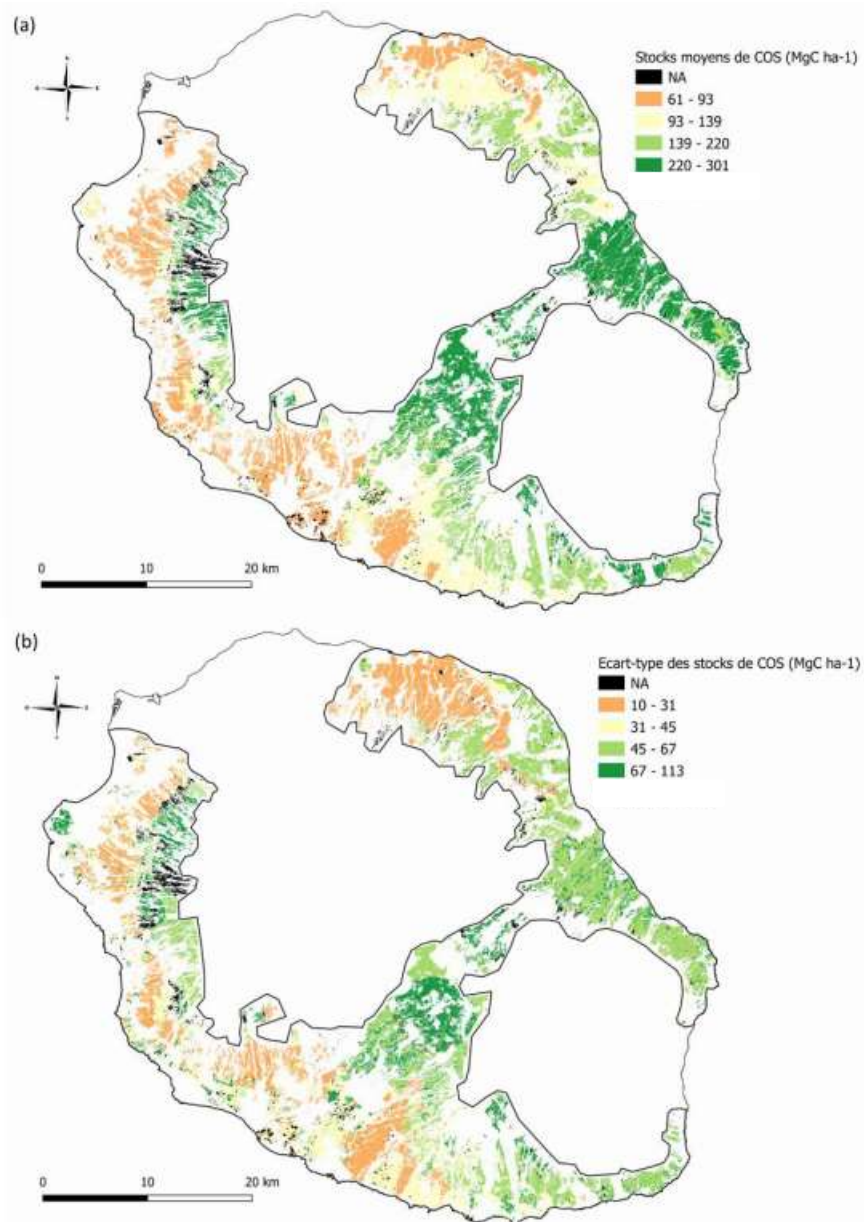 (a)
Stocks moyens de COS (MgC ha-1)
NA
61 - 93
93 - 139
139 - 220
220 - 301
0 10 20 km
(b)
Ecart-type des stocks de COS (MgC ha-1)
NA
10 - 31
31 - 45
45 - 67
67 - 113
0 10 20 km